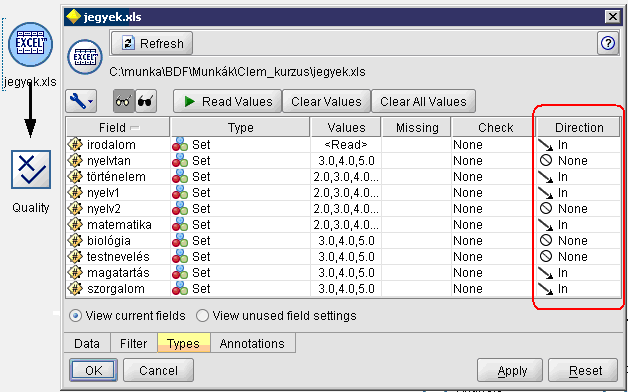 EXCEL™
jegyek.xls
Quality
jegyek.xls
EXCEL™
Refresh
C:\munka\BDF\Munkák\Clem_kurzus\jegyek.xls
Read Values Clear Values Clear All Values
Field Type Values Missing Check Direction
irodalom Set <Read> None In
nyelvtan Set 3.0,4.0,5.0 None None
történelem Set 2.0,3.0,4.0... None In
nyelv1 Set 2.0,3.0,4.0... None In
nyelv2 Set 2.0,3.0,4.0... None None
matematika Set 2.0,3.0,4.0... None In
biológia Set 3.0,4.0,5.0 None None
testnevelés Set 3.0,4.0,5.0 None None
magatartás Set 3.0,4.0,5.0 None In
szorgalom Set 3.0,4.0,5.0 None In
View current fields View unused field settings
Data Filter Types Annotations
OK Cancel Apply Reset